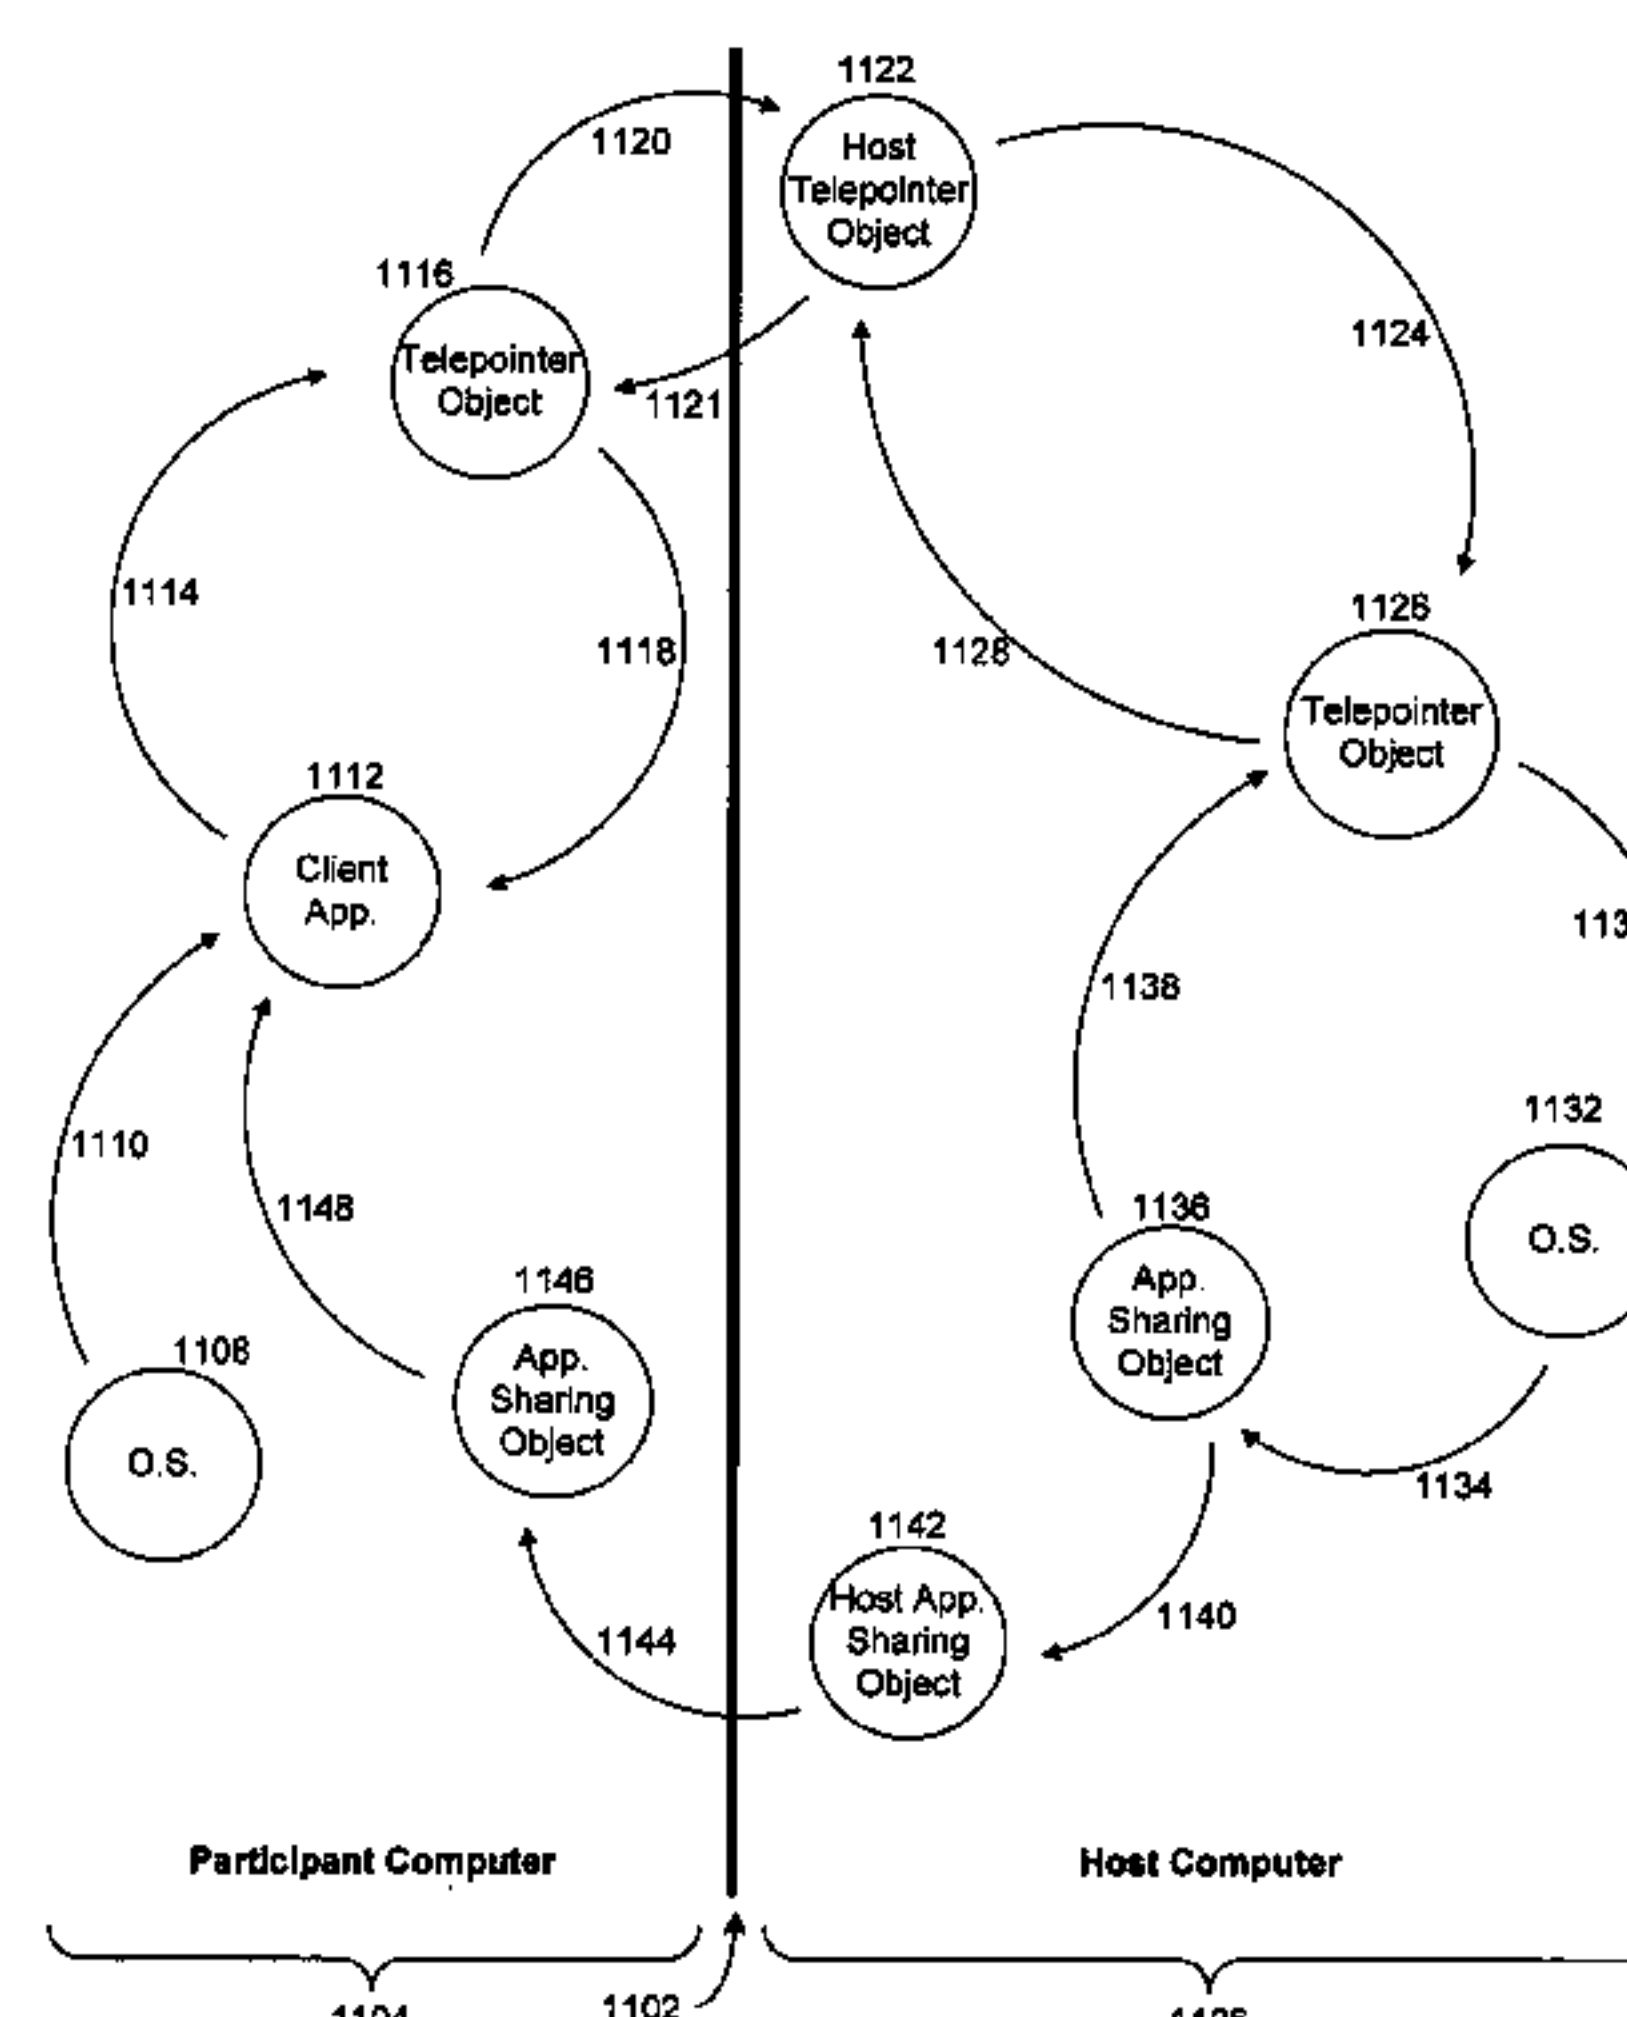 1122
1120
Host
Telepointer
Object
1116
1124
Telepointer
Object
1121
1114
1126
1118
1128
Telepointer
Object
1112
Client
App.
113
1138
1132
1110
1148
1136
O.S.
App.
Sharing
Object
1146
1108
App.
Sharing
Object
O.S.
1134
1142
Host App.
Sharing
Object
1140
1144
Participant Computer
Host Computer
1102